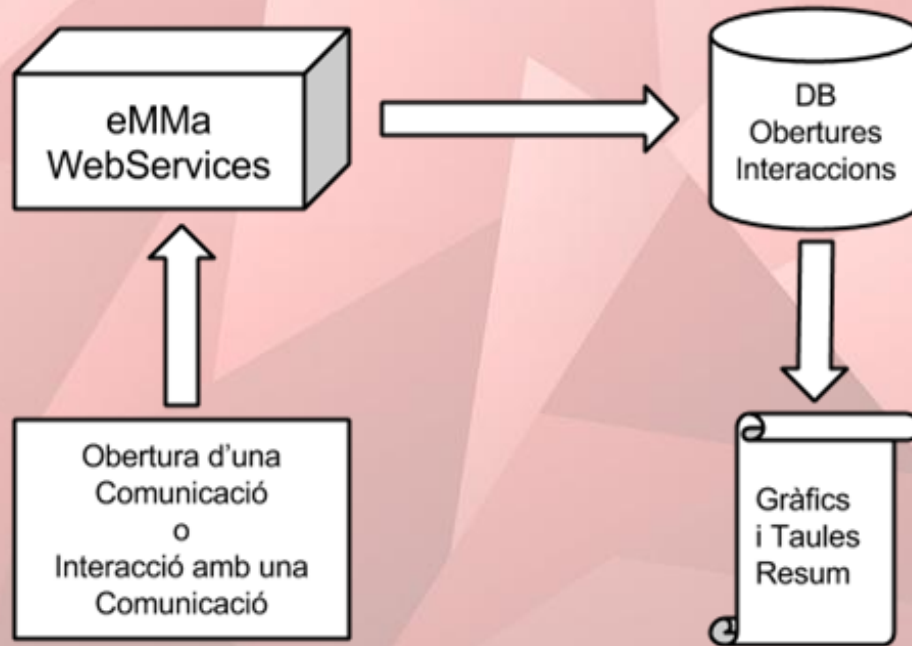 eMMa
WebServices
DB
Obertures
Interaccions
Obertura d'una
Comunicació
o
Interacció amb una
Comunicació
Gràfics
i Taules
Resum